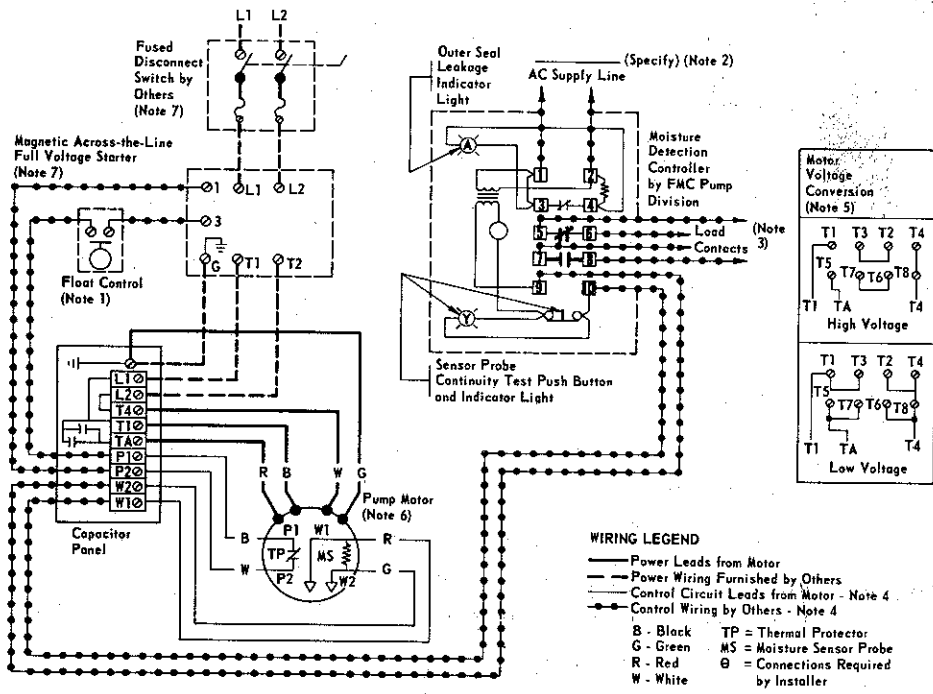 L1 L2
Fused
Disconnect
Switch by
Others
(Note 7)
Magnetic Across-the-Line
Full Voltage Starter
(Note 7)
1 L1 L2
3
G T1 T2
Float Control
(Note 1)
L1
L2
T4
T1
TA
P1
P2
W2
W1
Capacitor
Panel
R B W G
Pump Motor
(Note 6)
P1 W1
TP MS
P2 W2
B
W
R
G
Outer Seal
Leakage
Indicator
Light
(Specify) (Note 2)
AC Supply Line
Moisture
Detection
Controller
by FMC Pump
Division
A
1 2
3 4
5 6
7 8
9 10
Load
Contects
(Note
3)
Y
Sensor Probe
Continuity Test Push Button
and Indicator Light
Motor
Voltage
Conversion
(Note 5)
T1 T3 T2 T4
T5 T7 T6 T8
T1 TA T4
High Voltage
T1 T3 T2 T4
T5 T7 T6 T8
T1 TA T4
Low Voltage
WIRING LEGEND
Power Leads from Motor
Power Wiring Furnished by Others
Control Circuit Leads from Motor - Note 4
Control Wiring by Others - Note 4
B - Black
G - Green
R - Red
W - White
TP = Thermal Protector
MS = Moisture Sensor Probe
θ = Connections Required
by Installer